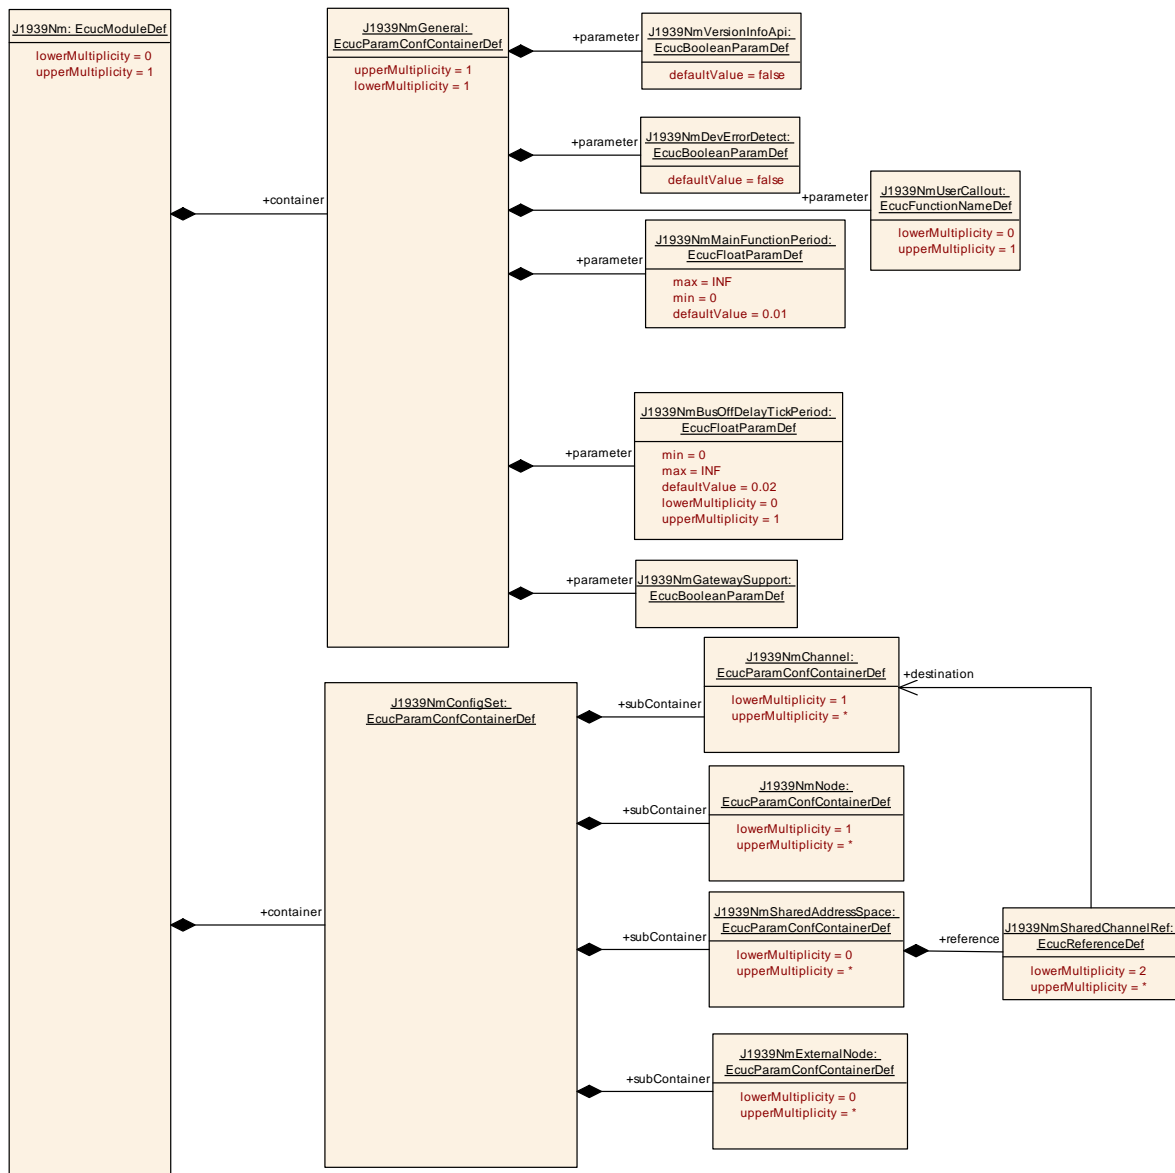 J1939Nm: EcucModuleDef
lowerMultiplicity = 0
upperMultiplicity = 1
+container
J1939NmGeneral:
EcucParamConfContainerDef
upperMultiplicity = 1
lowerMultiplicity = 1
+parameter
J1939NmVersionInfoApi:
EcucBooleanParamDef
defaultValue = false
+parameter
J1939NmDevErrorDetect:
EcucBooleanParamDef
defaultValue = false
+parameter
J1939NmUserCallout:
EcucFunctionNameDef
lowerMultiplicity = 0
upperMultiplicity = 1
+parameter
J1939NmMainFunctionPeriod:
EcucFloatParamDef
max = INF
min = 0
defaultValue = 0.01
+parameter
J1939NmBusOffDelayTickPeriod:
EcucFloatParamDef
min = 0
max = INF
defaultValue = 0.02
lowerMultiplicity = 0
upperMultiplicity = 1
+parameter
J1939NmGatewaySupport:
EcucBooleanParamDef
+container
J1939NmConfigSet:
EcucParamConfContainerDef
+subContainer
J1939NmChannel:
EcucParamConfContainerDef
lowerMultiplicity = 1
upperMultiplicity = *
+destination
+subContainer
J1939NmNode:
EcucParamConfContainerDef
lowerMultiplicity = 1
upperMultiplicity = *
+subContainer
J1939NmSharedAddressSpace:
EcucParamConfContainerDef
lowerMultiplicity = 0
upperMultiplicity = *
+reference
J1939NmSharedChannelRef:
EcucReferenceDef
lowerMultiplicity = 2
upperMultiplicity = *
+subContainer
J1939NmExternalNode:
EcucParamConfContainerDef
lowerMultiplicity = 0
upperMultiplicity = *